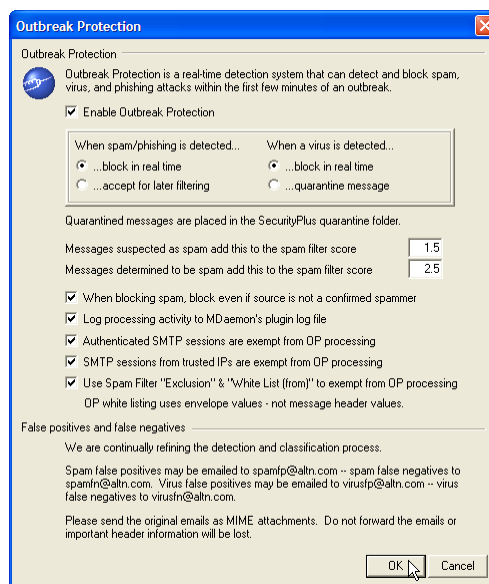 Outbreak Protection
Outbreak Protection
Outbreak Protection is a real-time detection system that can detect and block spam,
virus, and phishing attacks within the first few minutes of an outbreak.
Enable Outbreak Protection
When spam/phishing is detected...
...block in real time
...accept for later filtering
When a virus is detected...
...block in real time
...quarantine message
Quarantined messages are placed in the SecurityPlus quarantine folder.
Messages suspected as spam add this to the spam filter score 1.5
Messages determined to be spam add this to the spam filter score 2.5
When blocking spam, block even if source is not a confirmed spammer
Log processing activity to MDaemon's plugin log file
Authenticated SMTP sessions are exempt from OP processing
SMTP sessions from trusted IPs are exempt from OP processing
Use Spam Filter "Exclusion" & "White List (from)" to exempt from OP processing
OP white listing uses envelope values - not message header values.
False positives and false negatives
We are continually refining the detection and classification process.
Spam false positives may be emailed to spamfp@altn.com -- spam false negatives to
spamfn@altn.com. Virus false positives may be emailed to virusfp@altn.com -- virus
false negatives to virusfn@altn.com.
Please send the original emails as MIME attachments. Do not forward the emails or
important header information will be lost.
OK
Cancel